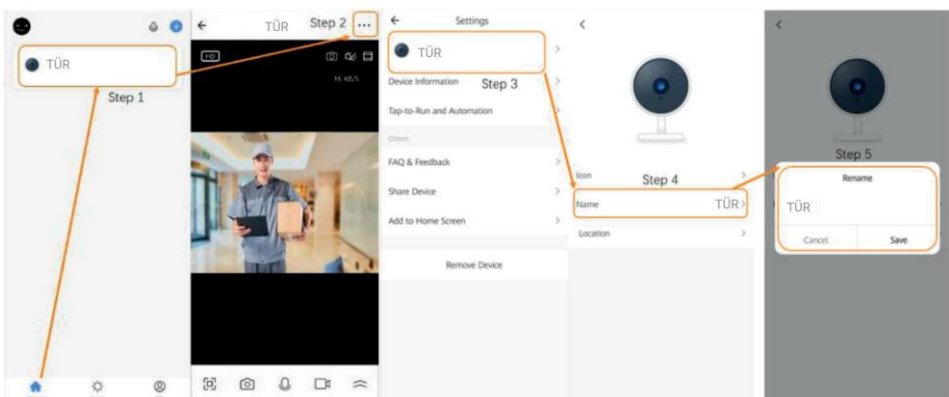 TÜR
Step 1
TÜR
Step 2
HD
16 KB/S
Settings
TÜR
Device Information
Step 3
Tap-to-Run and Automation
Others
FAQ & Feedback
Share Device
Add to Home Screen
Remove Device
Icon
Step 4
Name
TÜR
Location
Step 5
Rename
TÜR
Cancel
Save